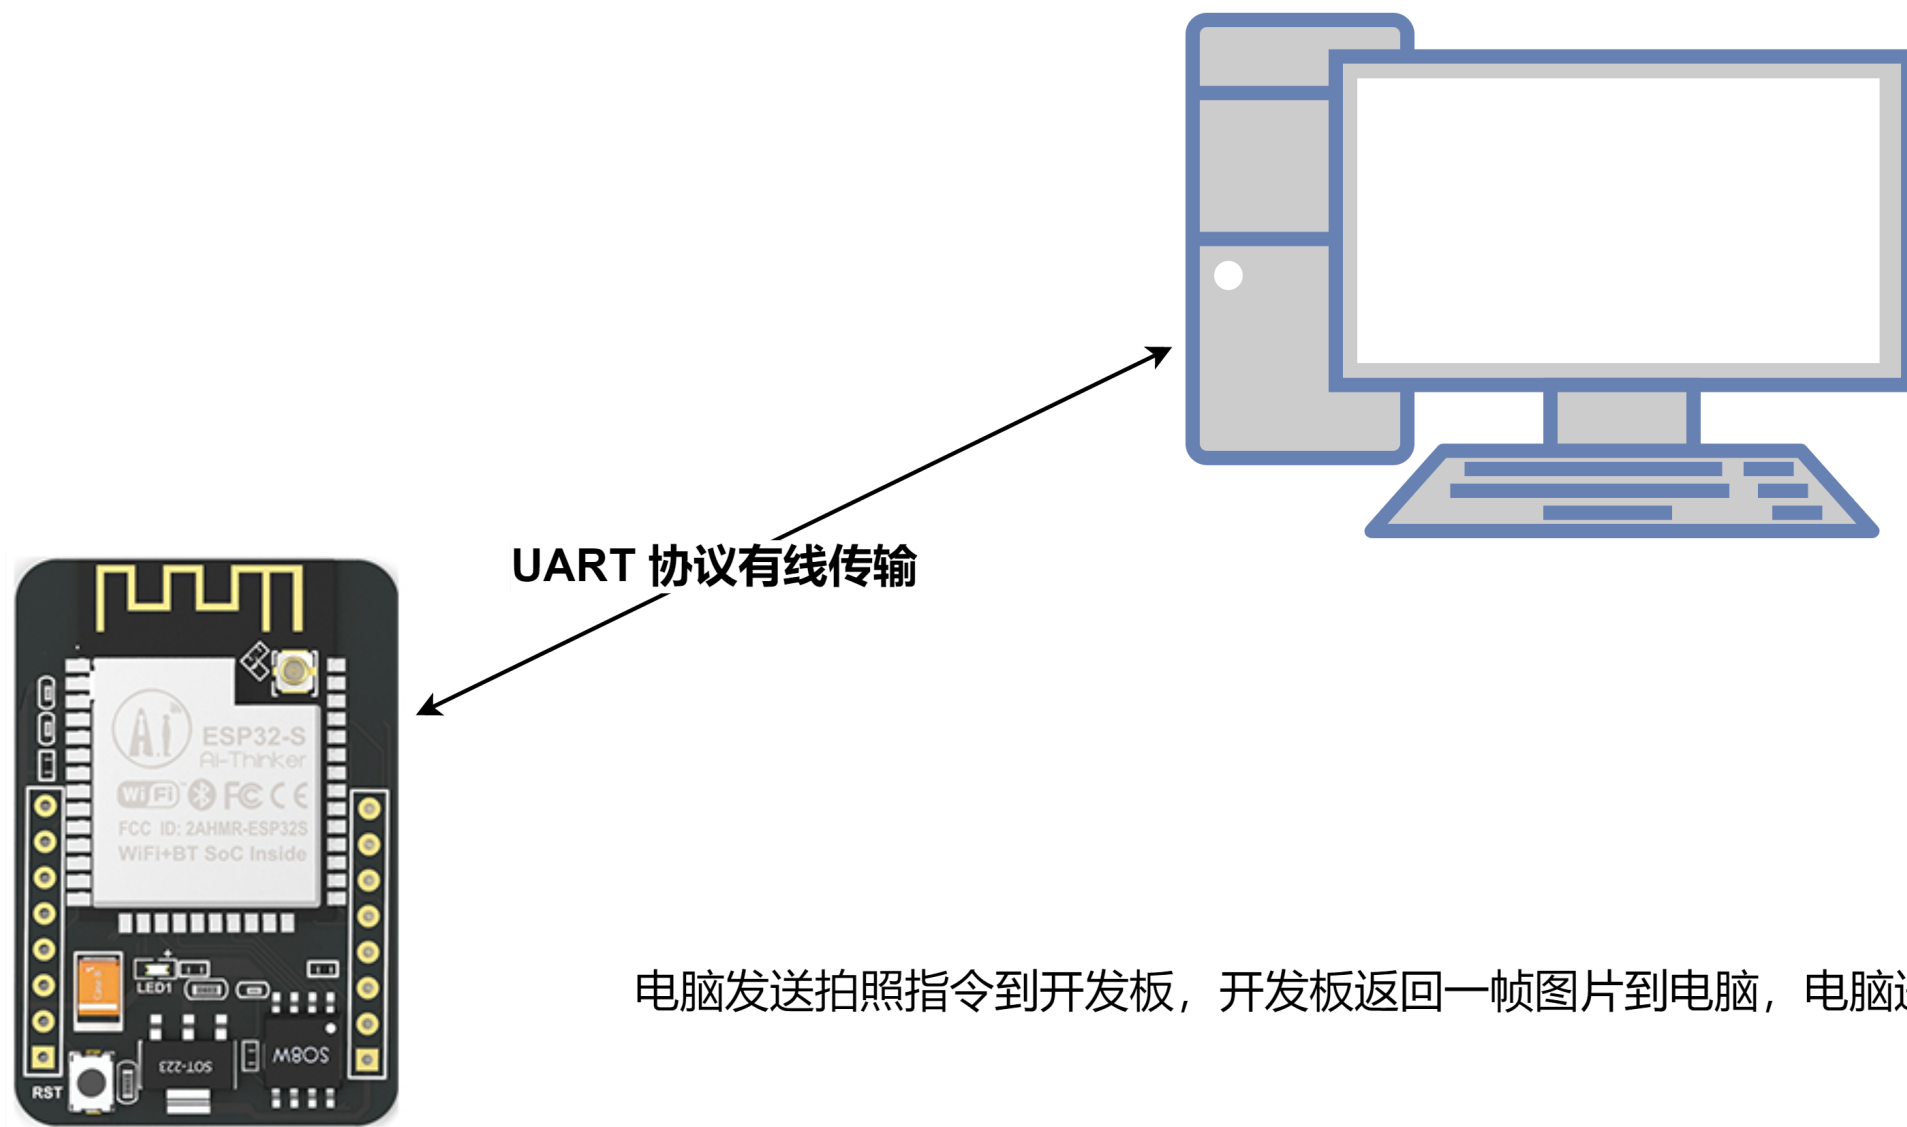 UART 协议有线传输
A.i
ESP32-S
Ai-Thinker
WiFi FC CE
FCC ID: 2AHMR-ESP32S
WiFi+BT SoC Inside
LED1
电脑发送拍照指令到开发板，开发板返回一帧图片到电脑，电脑
SO8W
SOT-223
RST